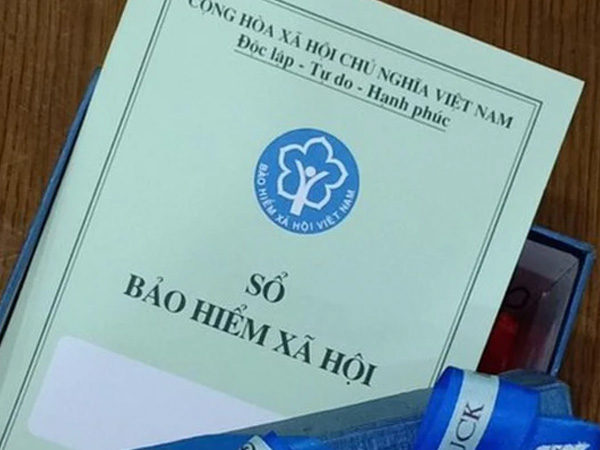 CỘNG HÒA XÃ HỘI CHỦ NGHĨA VIỆT NAM
Độc lập - Tự do - Hạnh phúc
BẢO HIỂM XÃ HỘI VIỆT NAM
SỔ
BẢO HIỂM XÃ HỘI
UCK